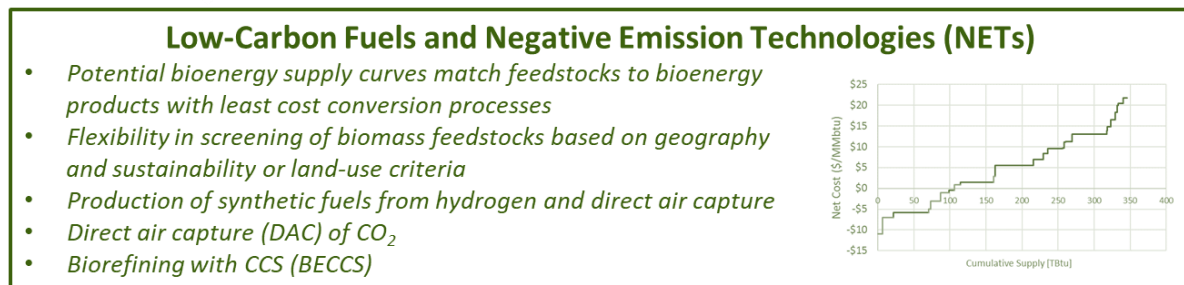 Low-Carbon Fuels and Negative Emission Technologies (NETs)
• Potential bioenergy supply curves match feedstocks to bioenergy
products with least cost conversion processes
• Flexibility in screening of biomass feedstocks based on geography
and sustainability or land-use criteria
• Production of synthetic fuels from hydrogen and direct air capture
• Direct air capture (DAC) of CO2
• Biorefining with CCS (BECCS)
Net Cost ($/MMbtu)
$25
$20
$15
$10
$5
$0
-$5
-$10
-$15
0 50 100 150 200 250 300 350 400
Cumulative Supply [TBtu]